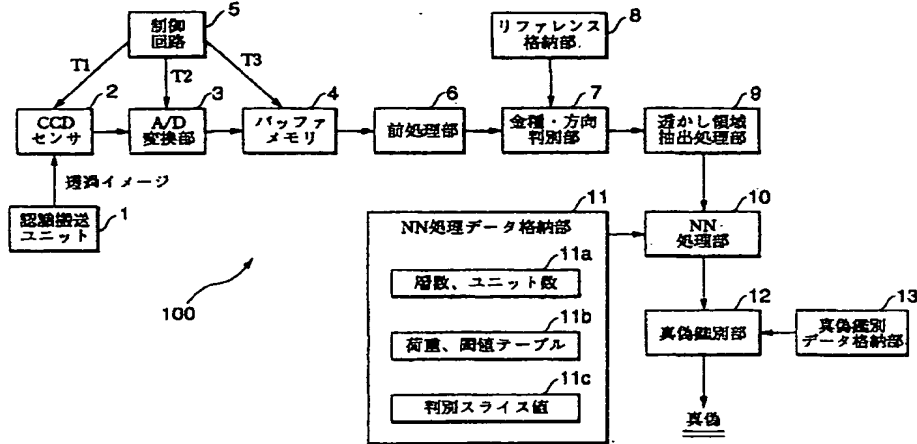 5
制御
回路
T1
T2
T3
2
CCD
センサ
3
A/D
変換部
4
バッファ
メモリ
6
前処理部
8
リファレンス
格納部
7
金種・方向
判別部
9
透かし領域
抽出処理部
透過イメージ
1
認識搬送
ユニット
100
11
NN処理データ格納部
11a
層数、ユニット数
11b
荷重、閾値テーブル
11c
判別スライス値
10
NN
処理部
12
真偽鑑別部
13
真偽鑑別
データ格納部
真偽